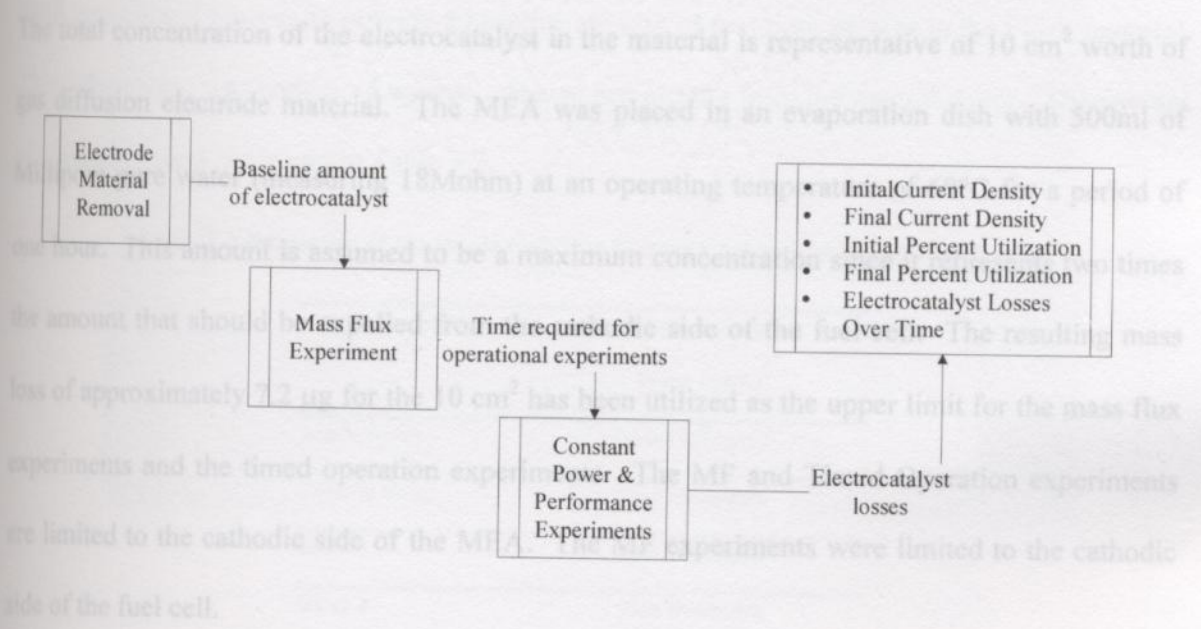 The total concentration of the electrocatalyst in the material is representative of 10 cm² worth of
gas diffusion electrode material. The MEA was placed in an evaporation dish with 500ml of
water (measuring 18Mohm) at an operating for a period of
one hour. This amount is assumed to be a maximum concentration since it represents two times
the amount that should be from the side of the fuel cell. The resulting mass
loss of approximately 7.2 µg for the 10 cm² has been utilized as the upper limit for the mass flux
experiments and the timed operation experiments. The MF and Timed Operation experiments
are limited to the cathodic side of the MEA. The MF experiments were limited to the cathodic
side of the fuel cell.
Electrode
Material
Removal
Baseline amount
of electrocatalyst
Mass Flux
Experiment
Time required for
operational experiments
Constant
Power &
Performance
Experiments
Electrocatalyst
losses
• InitalCurrent Density
• Final Current Density
• Initial Percent Utilization
• Final Percent Utilization
• Electrocatalyst Losses
Over Time